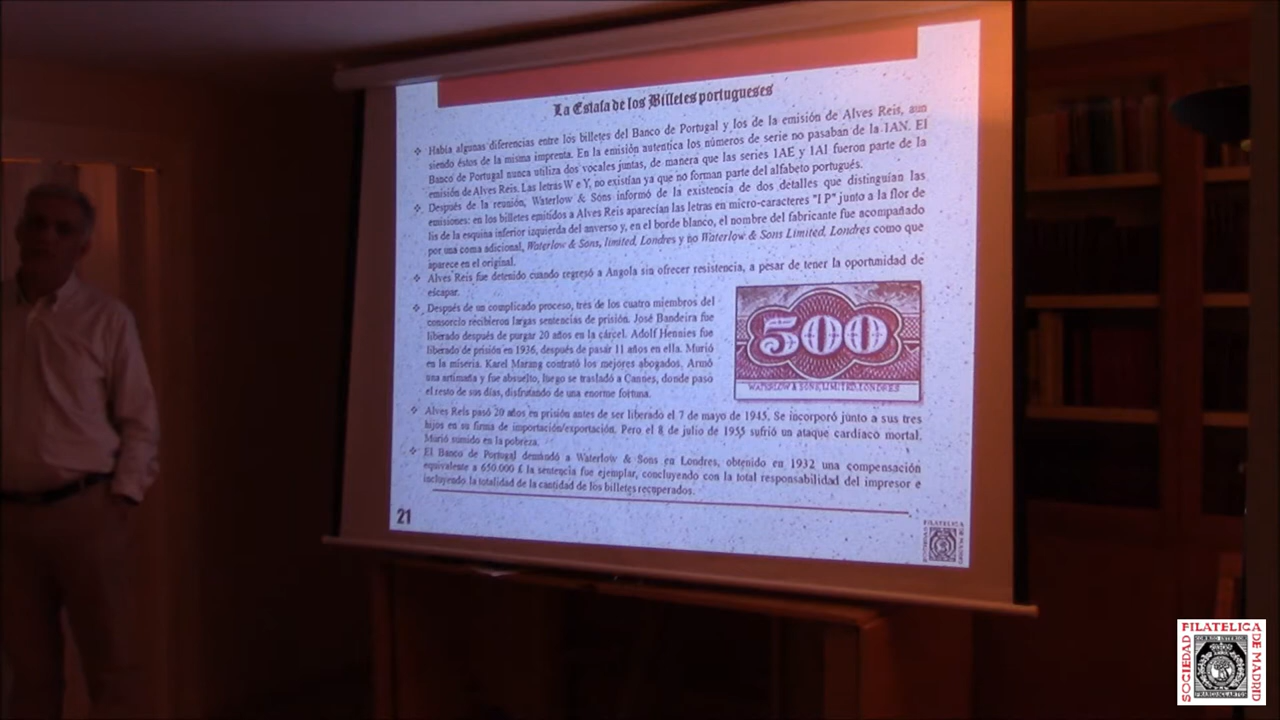 La Estafa de los Billetes portugueses
❖ Había algunas diferencias entre los billetes del Banco de Portugal y los de la emisión de Alves Reis, aun
siendo éstos de la misma imprenta. En la emisión autentica los números de serie no pasaban de la 1AN. El
Banco de Portugal nunca utiliza dos vocales juntas, de manera que las series 1AE y 1AI fueron parte de la
emisión de Alves Reis. Las letras W e Y, no existían ya que no forman parte del alfabeto portugués.
❖ Después de la reunión, Waterlow & Sons informó de la existencia de dos detalles que distinguían las
emisiones: en los billetes emitidos a Alves Reis aparecían las letras en micro-caracteres "I P" junto a la flor de
lis de la esquina inferior izquierda del anverso y, en el borde blanco, el nombre del fabricante fue acompañado
por una coma adicional, Waterlow & Sons, limited, Londres y no Waterlow & Sons Limited, Londres como que
aparece en el original.
❖ Alves Reis fue detenido cuando regresó a Angola sin ofrecer resistencia, a pesar de tener la oportunidad de
escapar.
❖ Después de un complicado proceso, tres de los cuatro miembros del
consorcio recibieron largas sentencias de prisión. José Bandeira fue
liberado después de purgar 20 años en la cárcel. Adolf Hennies fue
liberado de prisión en 1936, después de pasar 11 años en ella. Murió
en la miseria. Karel Marang contrató los mejores abogados. Armó
una artimaña y fue absuelto, luego se trasladó a Cannes, donde pasó
el resto de sus días, disfrutando de una enorme fortuna.
500
WATERLOW & SONS, LIMITED, LONDRES
❖ Alves Reis pasó 20 años en prisión antes de ser liberado el 7 de mayo de 1945. Se incorporó junto a sus tres
hijos en su firma de importación/exportación. Pero el 8 de julio de 1955 sufrió un ataque cardíaco mortal.
Murió sumido en la pobreza.
❖ El Banco de Portugal demandó a Waterlow & Sons en Londres, obtenido en 1932 una compensación
equivalente a 650.000 £ la sentencia fue ejemplar, concluyendo con la total responsabilidad del impresor e
incluyendo la totalidad de la cantidad de los billetes recuperados.
21
FILATELICA
SOCIEDAD
FILATELICA
DE MADRID